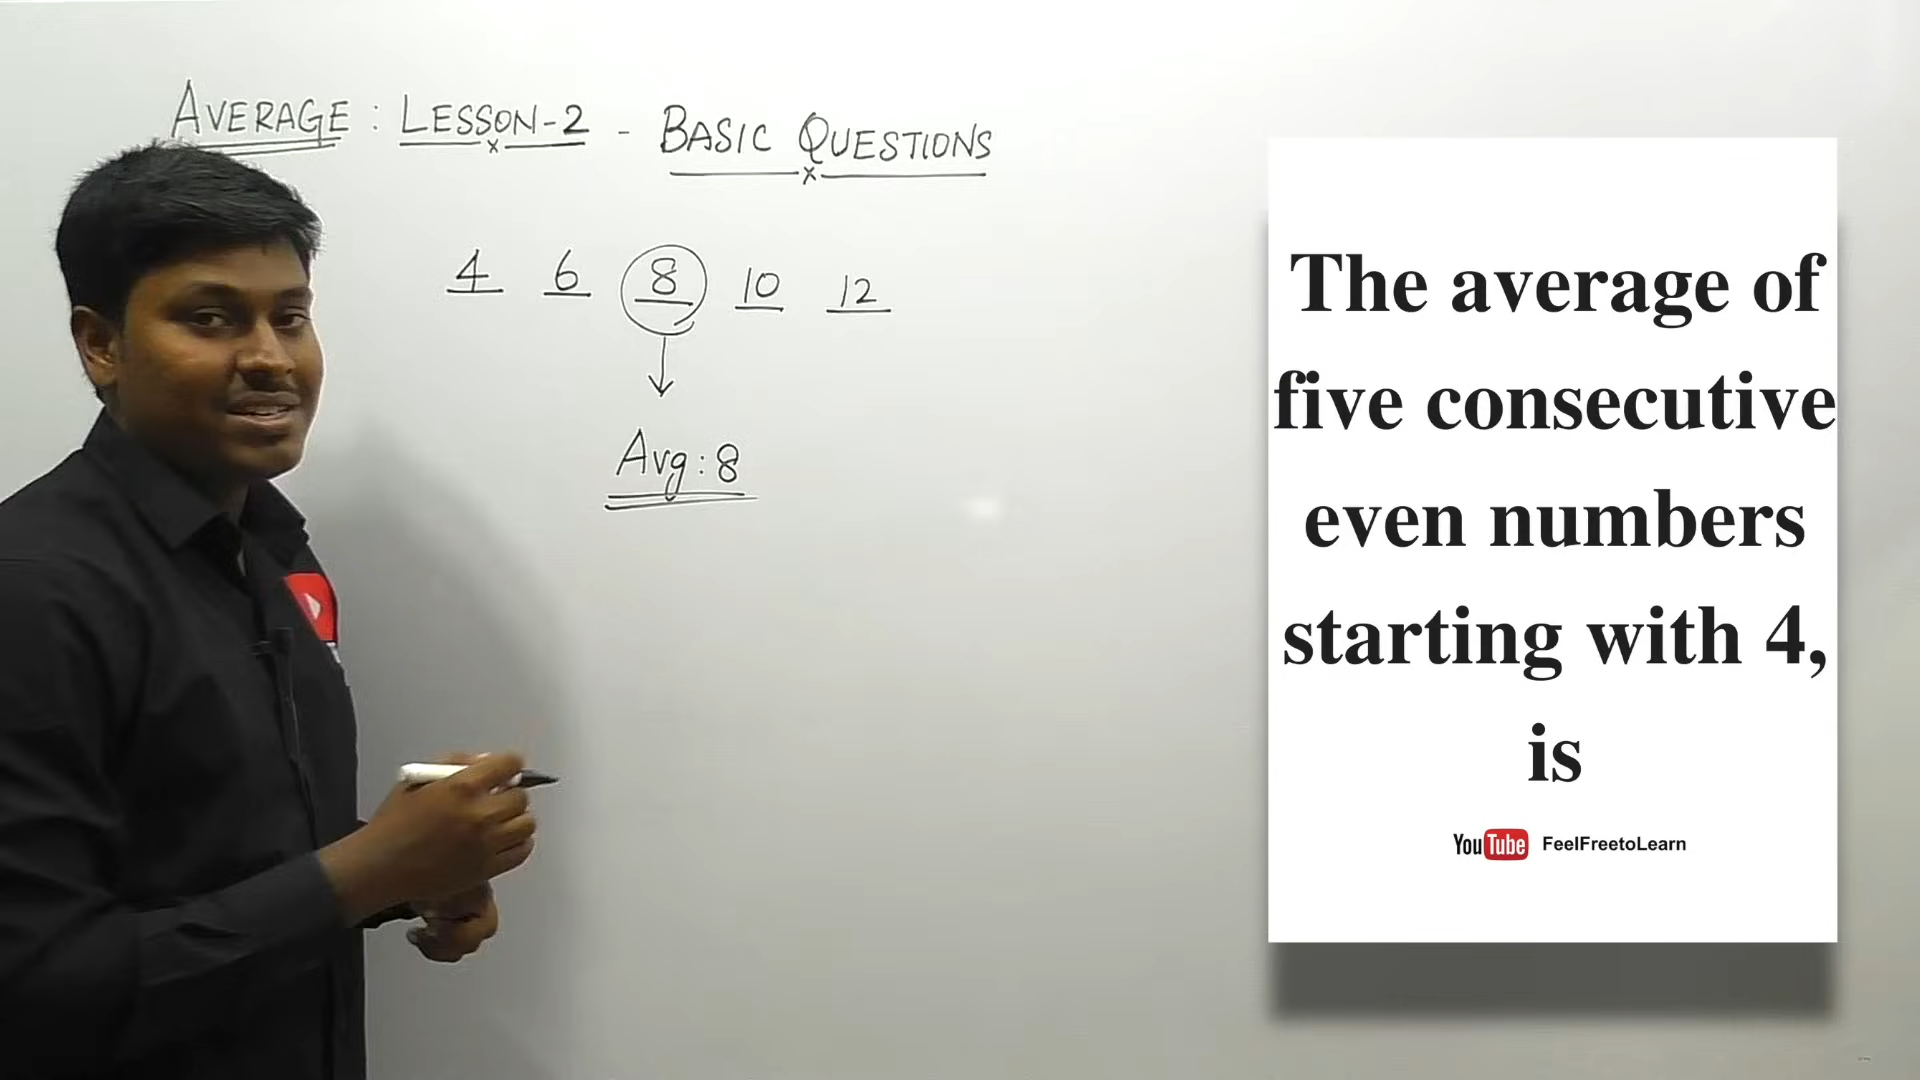 AVERAGE : LESSON-2 - BASIC QUESTIONS
4 6 8 10 12
Avg: 8
The average of
five consecutive
even numbers
starting with 4,
is
YouTube FeelFreetoLearn